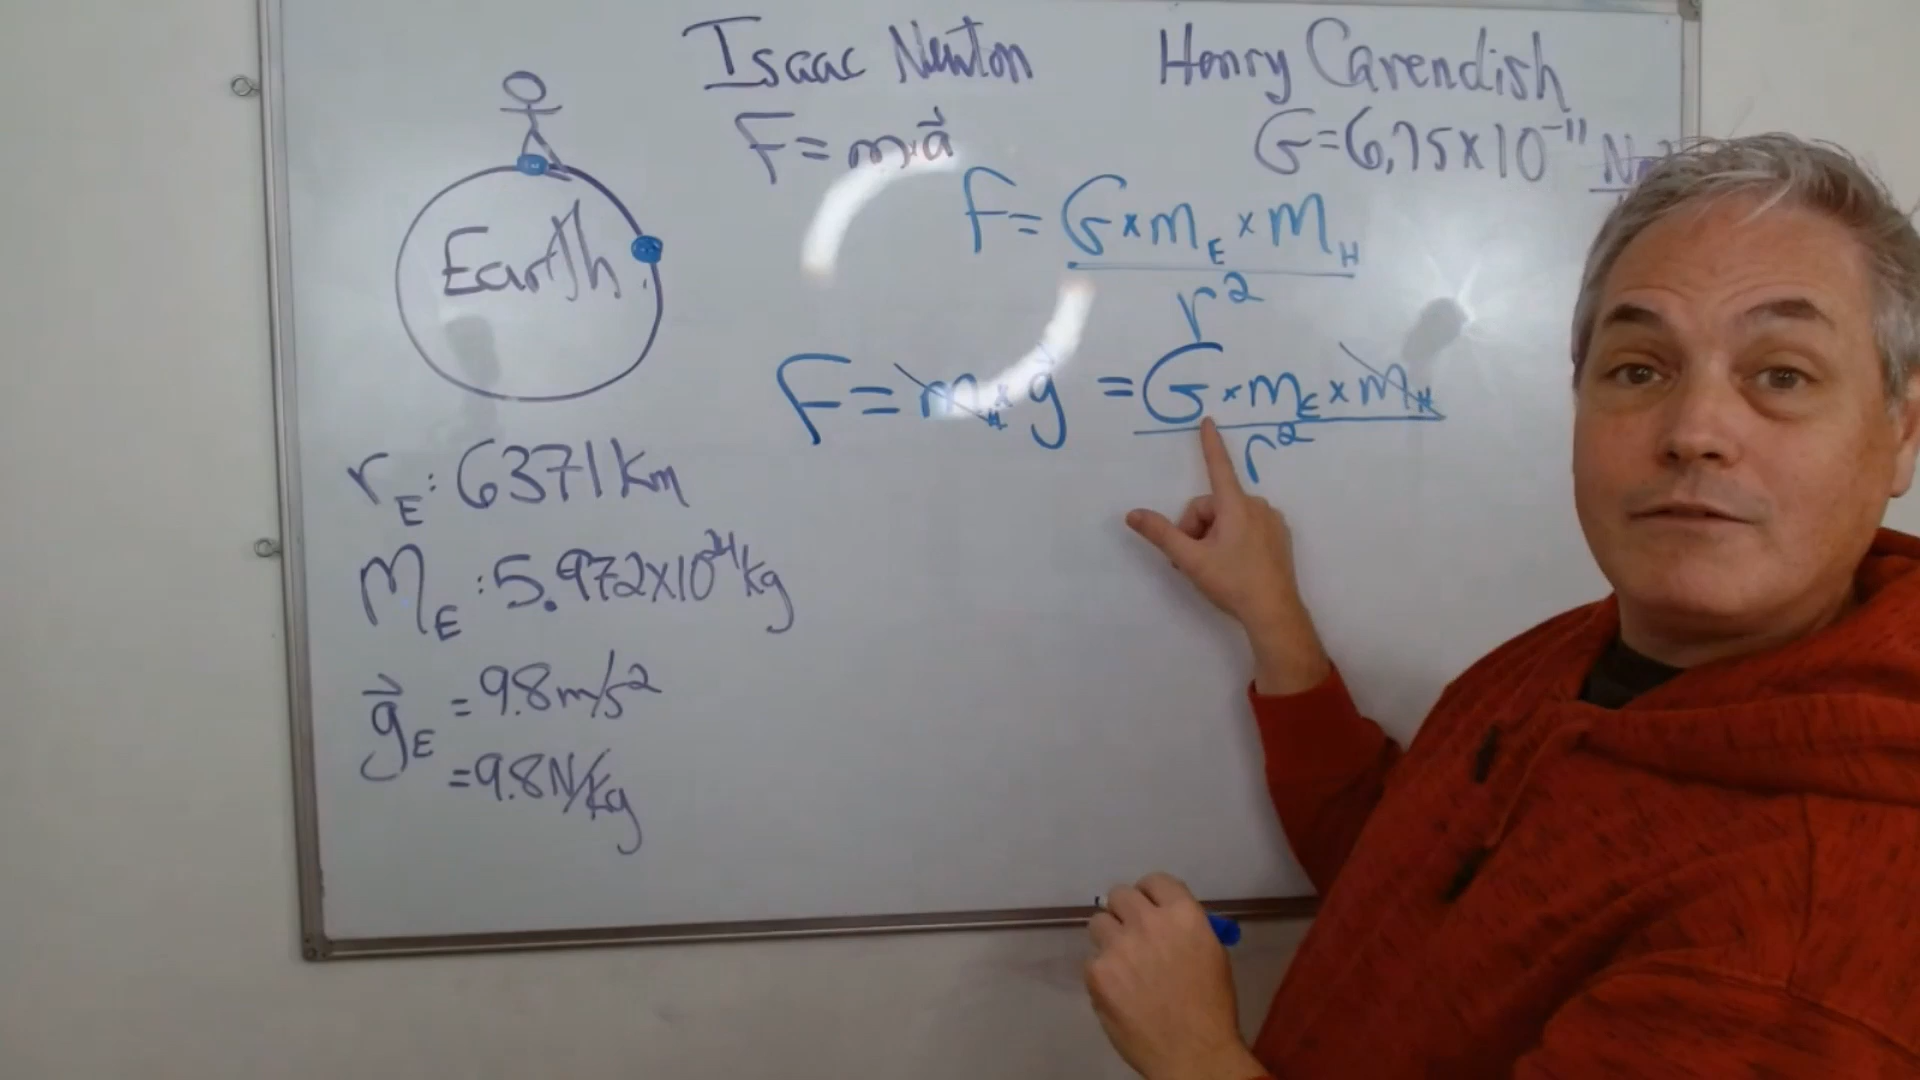 Isaac Newton
Henry Cavendish
F = m × a⃗
G = 6,75 × 10⁻¹¹
F = G × m_E × m_H
r²
F = m_H × g⃗ = G × m_E × m_H
r²
Earth
r_E : 6371 km
M_E : 5.972 × 10²⁴ kg
g⃗_E = 9.8 m/s²
= 9.8 N/kg